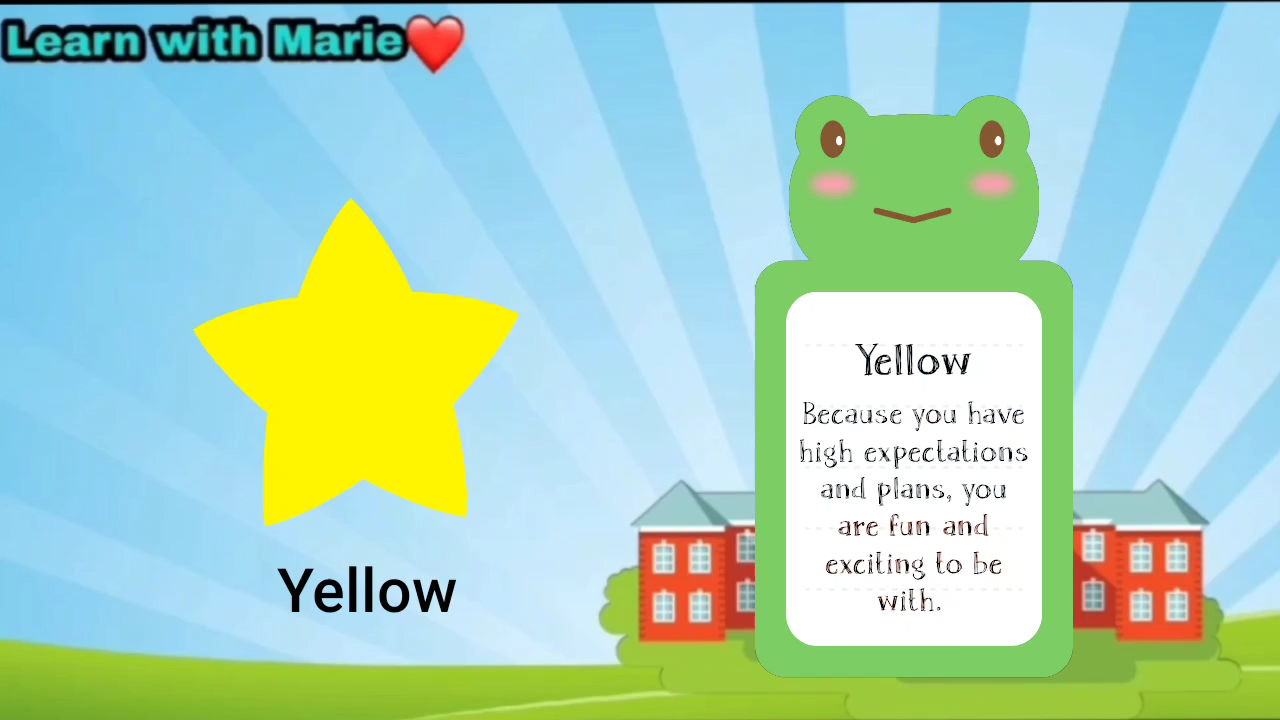 Learn with Marie
Yellow
Yellow
Because you have
high expectations
and plans, you
are fun and
exciting to be
with.